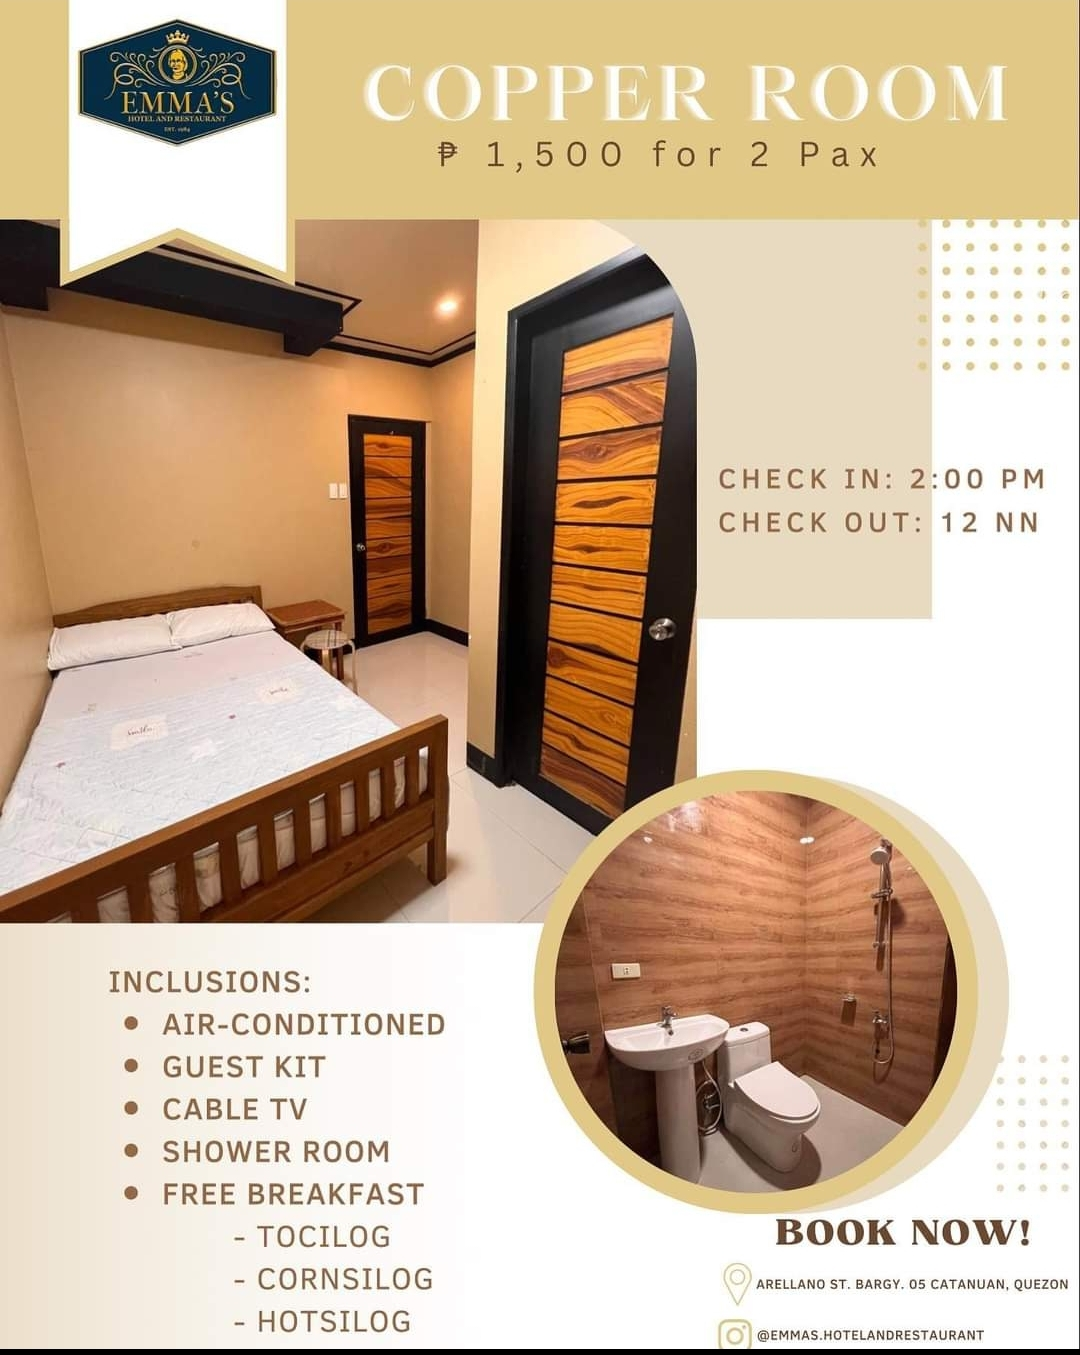 EMMA'S
HOTEL AND RESTAURANT
EST. 1984
COPPER ROOM
₱ 1,500 for 2 Pax
CHECK IN: 2:00 PM
CHECK OUT: 12 NN
INCLUSIONS:
• AIR-CONDITIONED
• GUEST KIT
• CABLE TV
• SHOWER ROOM
• FREE BREAKFAST
- TOCILOG
- CORNSILOG
- HOTSILOG
BOOK NOW!
ARELLANO ST. BARGY. 05 CATANUAN, QUEZON
@EMMAS.HOTELANDRESTAURANT